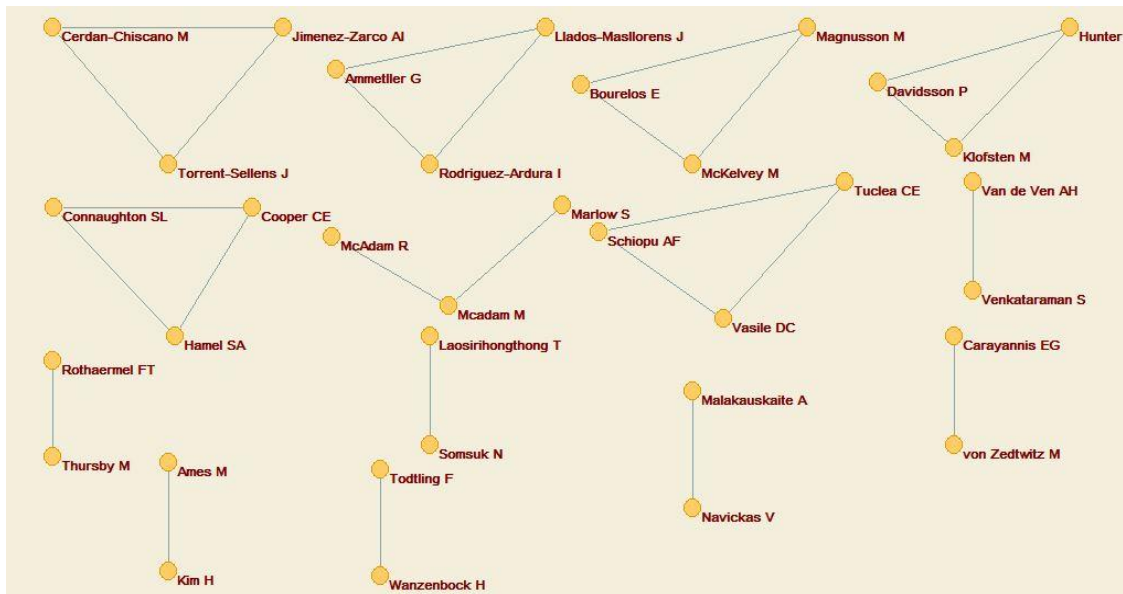 Cerdan-Chiscano M
Jimenez-Zarco AI
Llados-Masllorens J
Magnusson M
Hunter
Ammetller G
Bourelos E
Davidsson P
Klofsten M
Torrent-Sellens J
Rodriguez-Ardura I
McKelvey M
Tuclea CE
Van de Ven AH
Connaughton SL
Cooper CE
Marlow S
McAdam R
Schiopu AF
Venkataraman S
Mcadam M
Vasile DC
Hamel SA
Laosirihongthong T
Carayannis EG
Rothaermel FT
Malakauskaite A
Thursby M
Ames M
Somsuk N
von Zedtwitz M
Todtling F
Navickas V
Kim H
Wanzenbock H